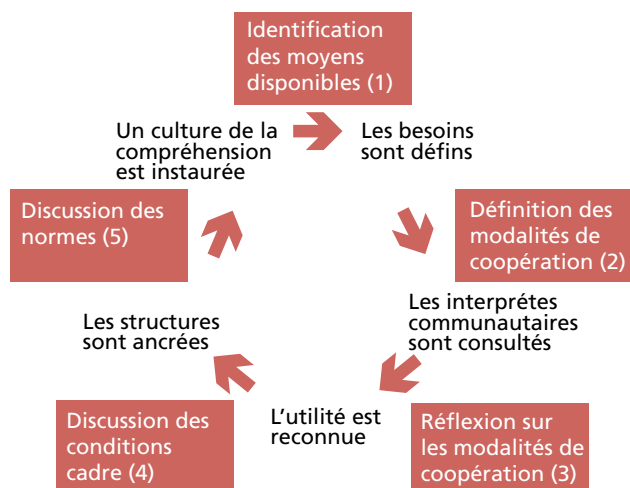 Identification
des moyens
disponibles (1)
Un culture de la
compréhension
est instaurée
Les besoins
sont défins
Discussion des
normes (5)
Définition des
modalités de
coopération (2)
Les structures
sont ancrées
Les interprétes
communautaires
sont consultés
Discussion des
conditions
cadre (4)
L'utilité est
reconnue
Réflexion sur
les modalités de
coopération (3)